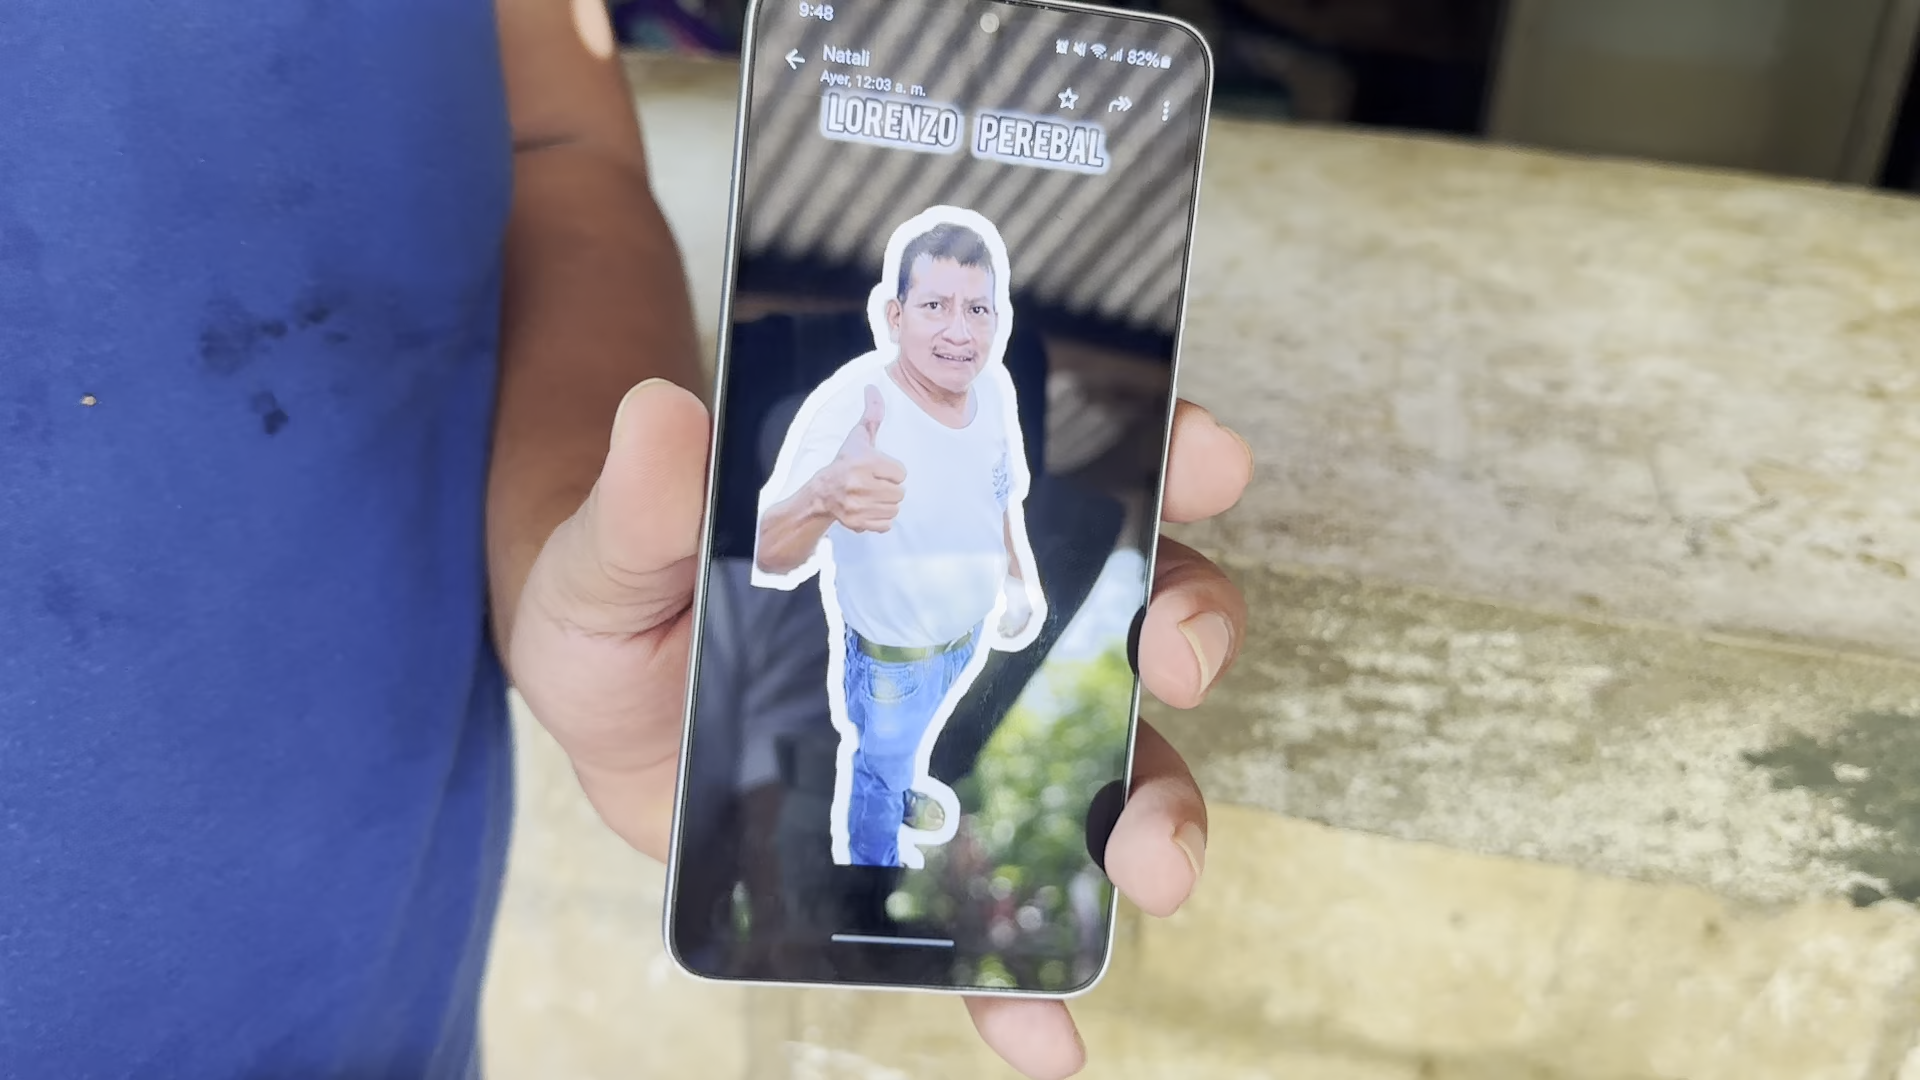 9:48
82%
Natali
Ayer, 12:03 a. m.
LORENZO PEREBAL